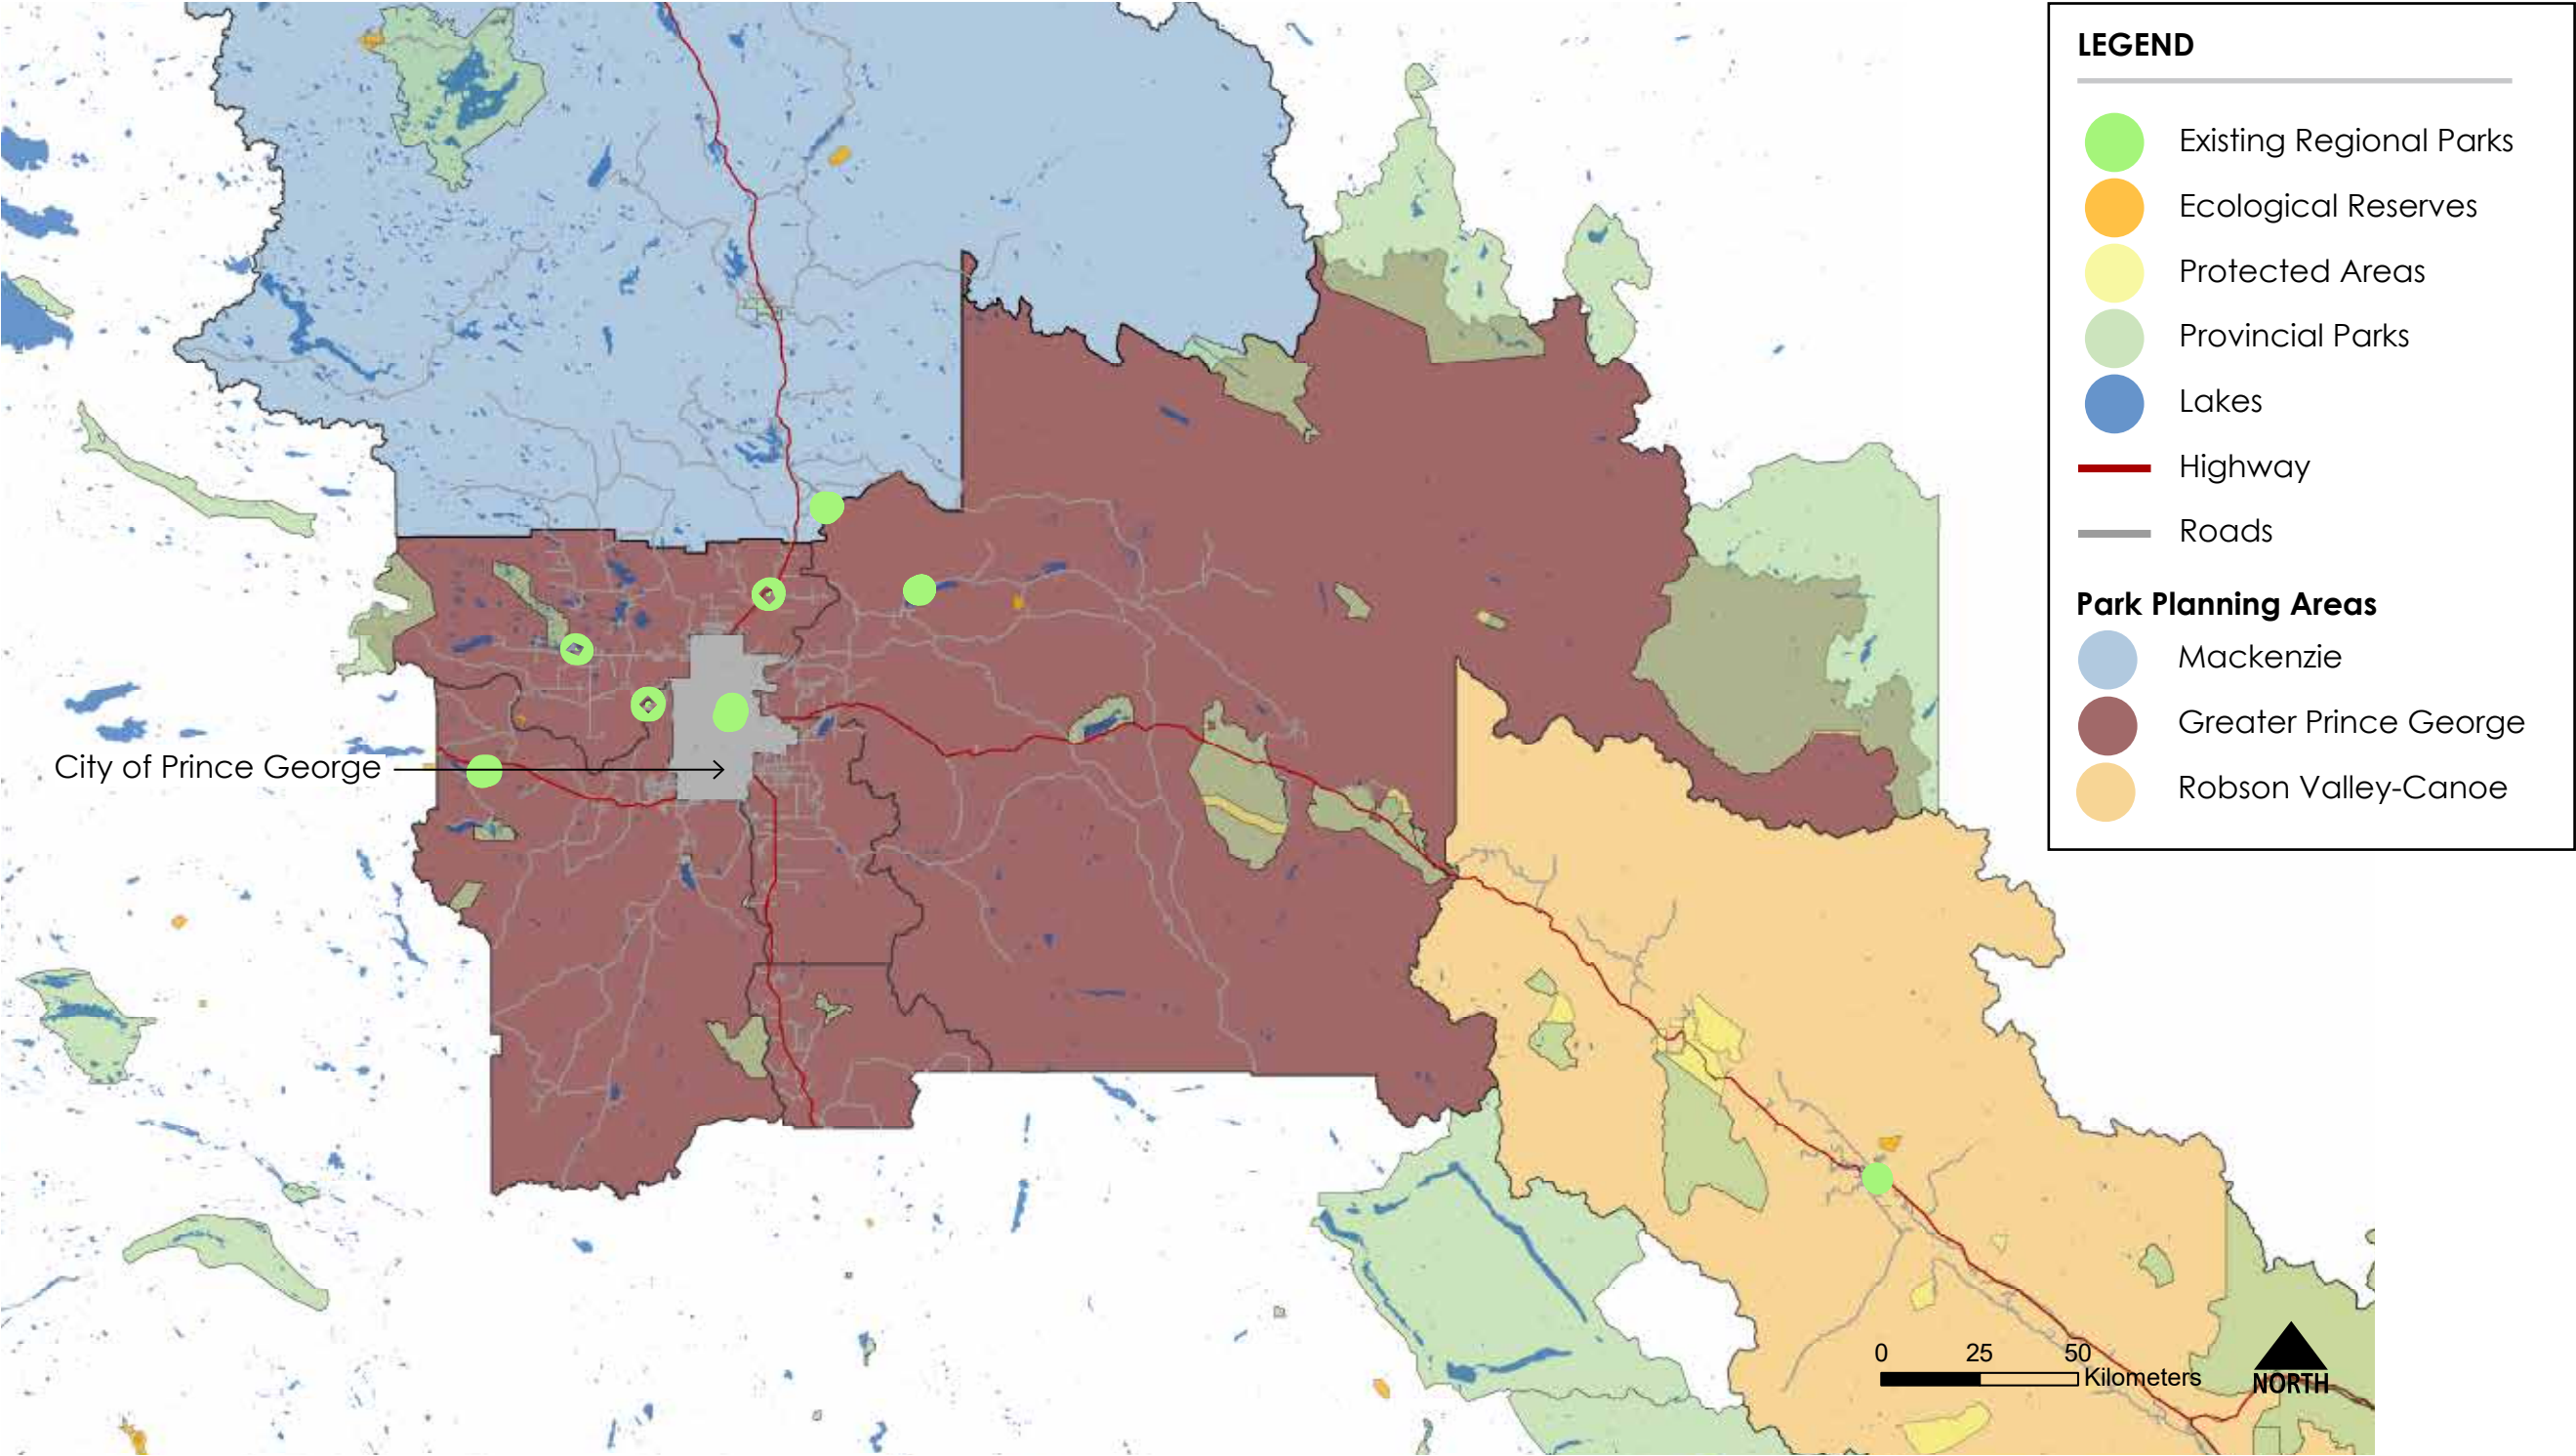 LEGEND
Existing Regional Parks
Ecological Reserves
Protected Areas
Provincial Parks
Lakes
Highway
Roads
Park Planning Areas
Mackenzie
Greater Prince George
Robson Valley-Canoe
City of Prince George
0 25 50
Kilometers
NORTH